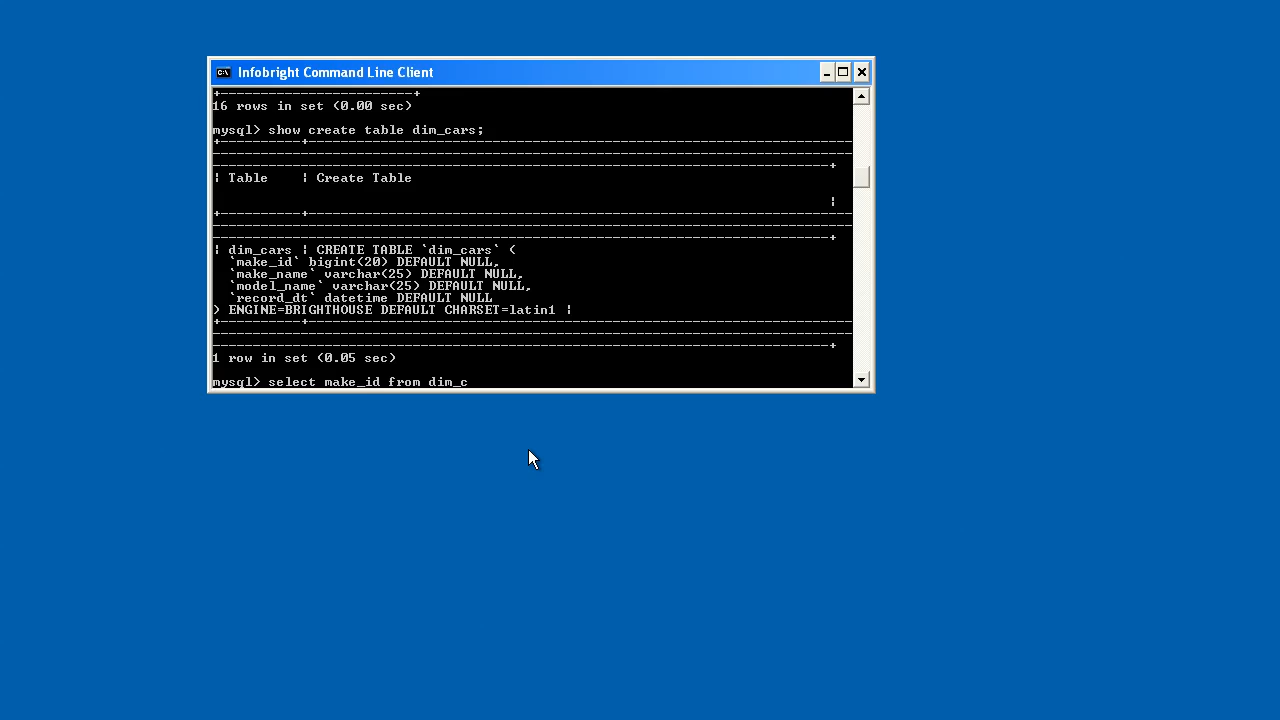 Infobright Command Line Client
+------------------------+
16 rows in set (0.00 sec)
mysql> show create table dim_cars;
+----------+--------------------------------------------------------------------
--------------------------------------------------------------------------------
-----------------------------------------------------------------------------+
| Table    | Create Table
|
+----------+--------------------------------------------------------------------
--------------------------------------------------------------------------------
-----------------------------------------------------------------------------+
| dim_cars | CREATE TABLE `dim_cars` (
`make_id` bigint(20) DEFAULT NULL,
`make_name` varchar(25) DEFAULT NULL,
`model_name` varchar(25) DEFAULT NULL,
`record_dt` datetime DEFAULT NULL
) ENGINE=BRIGHTHOUSE DEFAULT CHARSET=latin1 |
+----------+--------------------------------------------------------------------
--------------------------------------------------------------------------------
-----------------------------------------------------------------------------+
1 row in set (0.05 sec)
mysql> select make_id from dim_c